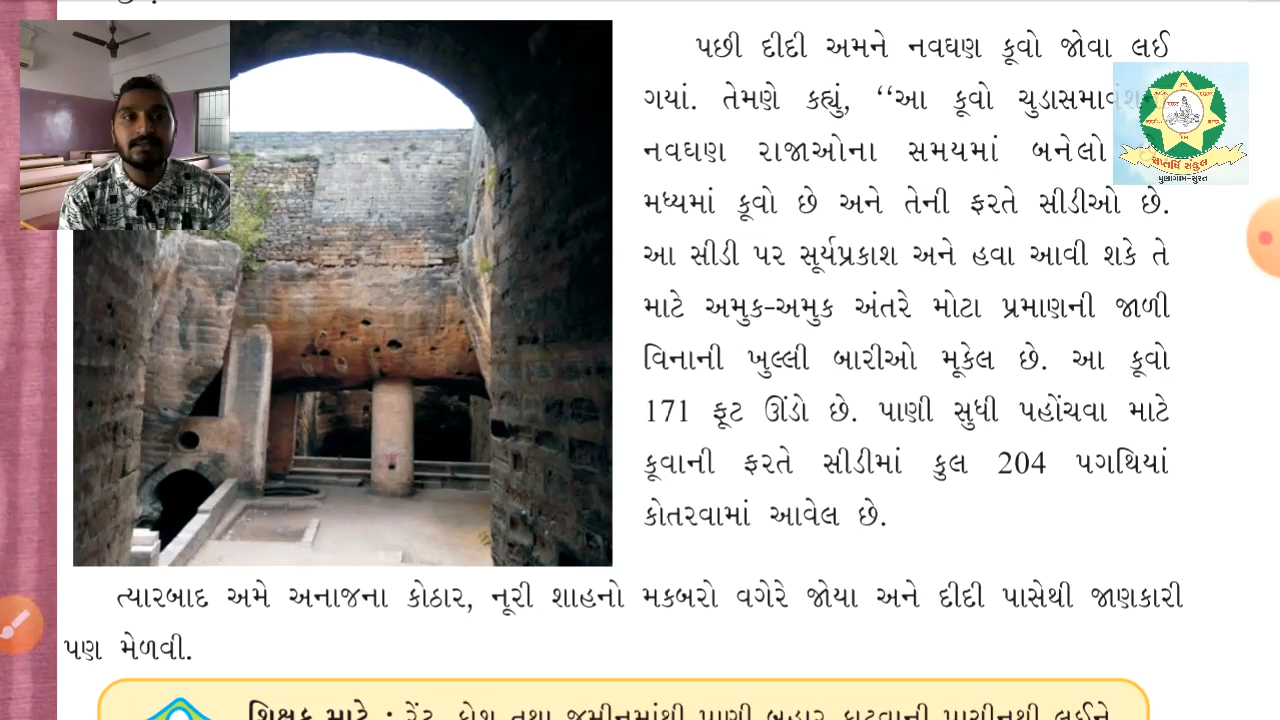 પછી દીદી અમને નવઘણ કૂવો જોવા લઈ
ગયાં. તેમણે કહ્યું, “આ કૂવો
નવઘણ રાજાઓના સમયમાં બનેલો
મધ્યમાં કૂવો છે અને તેની ફરતે સીડીઓ છે.
આ સીડી પર સૂર્યપ્રકાશ અને હવા આવી શકે તે
માટે અમુક-અમુક અંતરે મોટા પ્રમાણની જાળી
વિનાની ખુલ્લી બારીઓ મૂકેલ છે. આ કૂવો
171 ફૂટ ઊંડો છે. પાણી સુધી પહોંચવા માટે
કૂવાની ફરતે સીડીમાં કુલ 204 પગથિયાં
કોતરવામાં આવેલ છે.
ત્યારબાદ અમે અનાજના કોઠાર, નૂરી શાહનો મકબરો વગેરે જોયા અને દીદી પાસેથી જાણકારી
પણ મેળવી.
શિક્ષક માટે :
પુણાગામ-સુરત